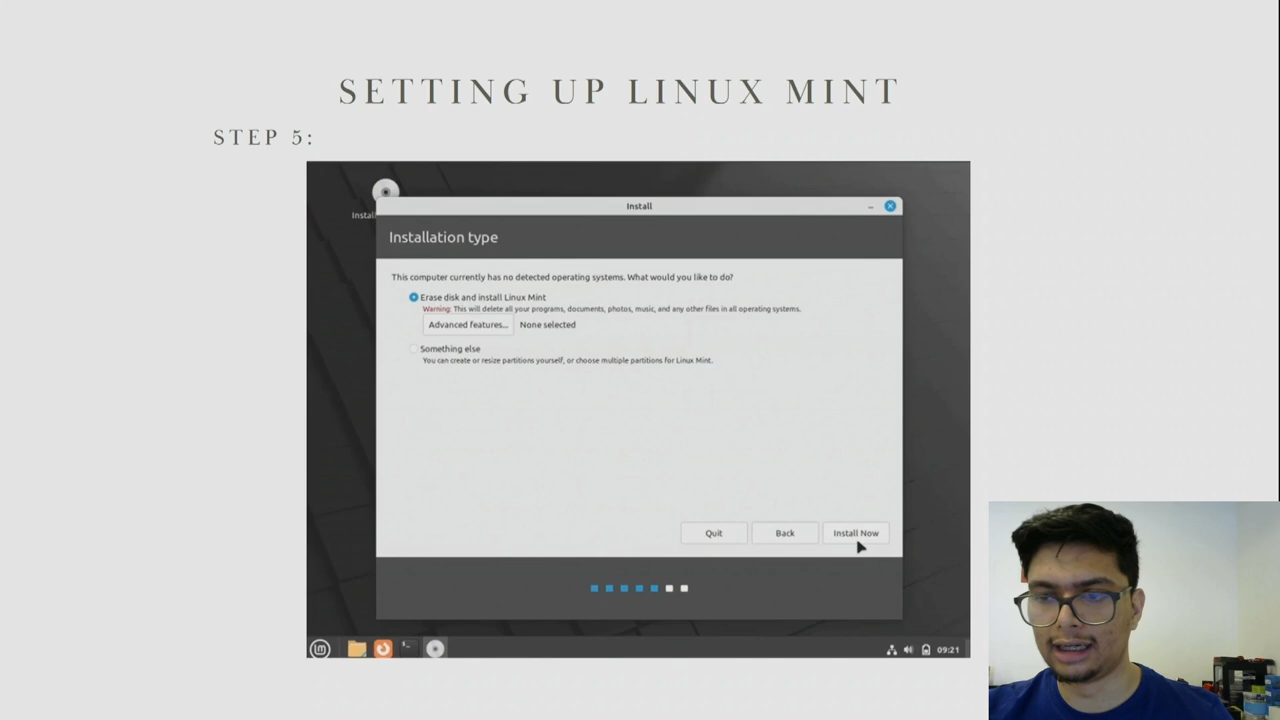 SETTING UP LINUX MINT
STEP 5:
Install
Install
Installation type
This computer currently has no detected operating systems. What would you like to do?
Erase disk and install Linux Mint
Warning: This will delete all your programs, documents, photos, music, and any other files in all operating systems.
Advanced features... None selected
Something else
You can create or resize partitions yourself, or choose multiple partitions for Linux Mint.
Quit Back Install Now
09:21